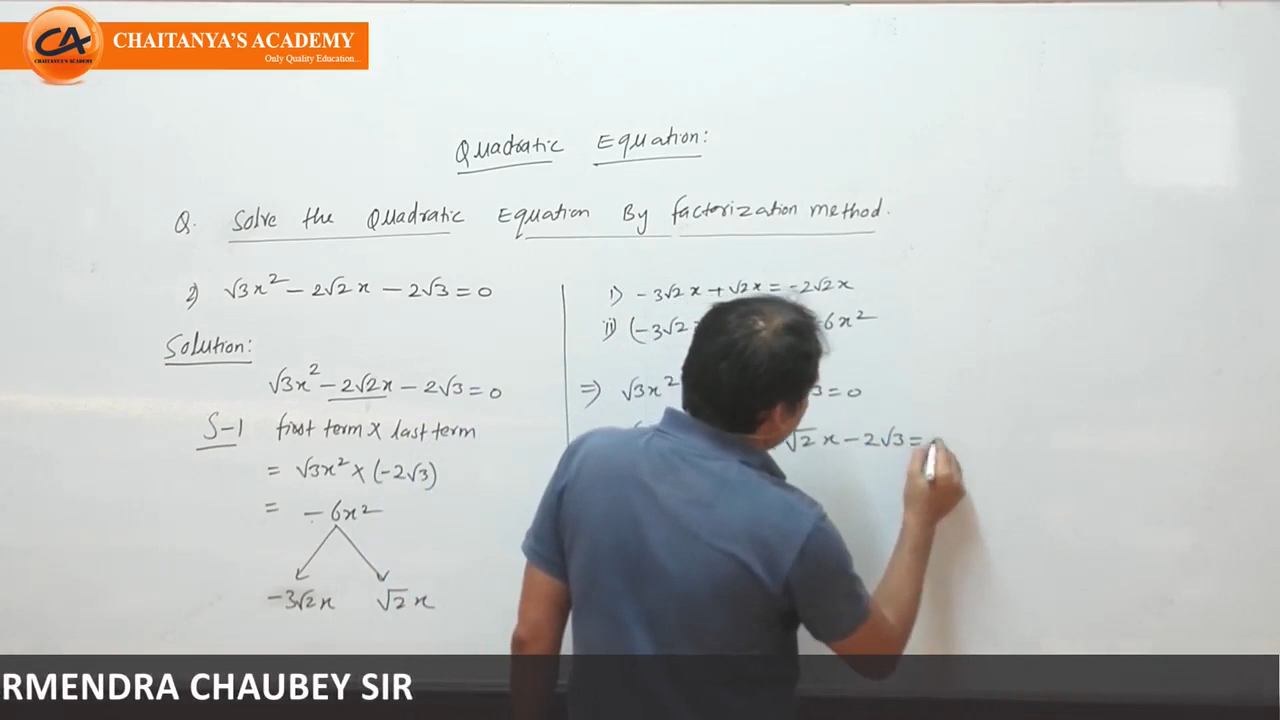 CA
CHAITANYA'S ACADEMY
CHAITANYA'S ACADEMY
Only Quality Education...
Quadratic Equation:
Q. Solve the Quadratic Equation By factorization method.
2) √3x² - 2√2x - 2√3 = 0
Solution:
√3x² - 2√2x - 2√3 = 0
S-1 first term × last term
= √3x² × (-2√3)
= -6x²
-3√2x √2x
i) -3√2x + √2x = -2√2x
ii) (-3√2 6x²
⇒ √3x² 3 = 0
√2x - 2√3 =
RMENDRA CHAUBEY SIR